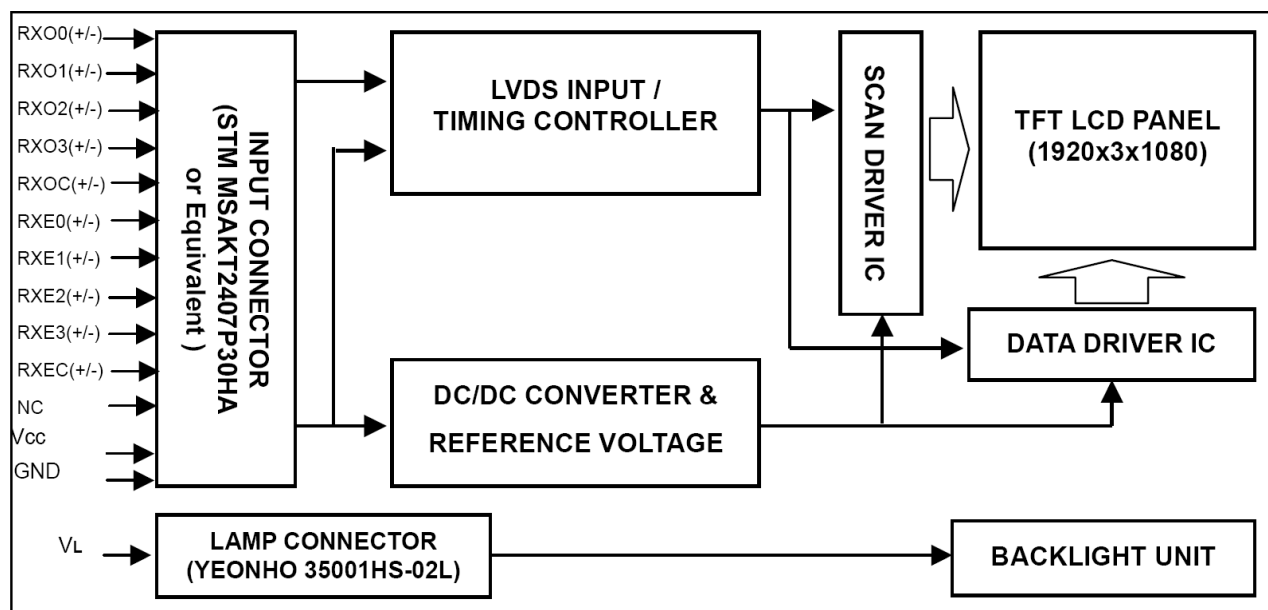 RXO0(+/-)
RXO1(+/-)
RXO2(+/-)
RXO3(+/-)
RXOC(+/-)
RXE0(+/-)
RXE1(+/-)
RXE2(+/-)
RXE3(+/-)
RXEC(+/-)
NC
Vcc
GND
VL
INPUT CONNECTOR
(STM MSAKT2407P30HA
or Equivalent )
LVDS INPUT /
TIMING CONTROLLER
DC/DC CONVERTER &
REFERENCE VOLTAGE
SCAN DRIVER IC
TFT LCD PANEL
(1920x3x1080)
DATA DRIVER IC
LAMP CONNECTOR
(YEONHO 35001HS-02L)
BACKLIGHT UNIT